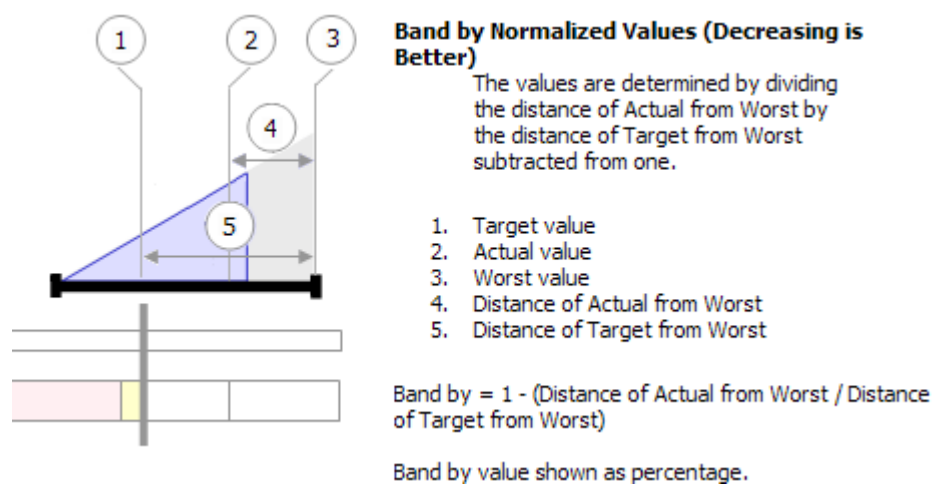 1 2 3
4
5
Band by Normalized Values (Decreasing is
Better)
The values are determined by dividing
the distance of Actual from Worst by
the distance of Target from Worst
subtracted from one.
1. Target value
2. Actual value
3. Worst value
4. Distance of Actual from Worst
5. Distance of Target from Worst
Band by = 1 - (Distance of Actual from Worst / Distance
of Target from Worst)
Band by value shown as percentage.